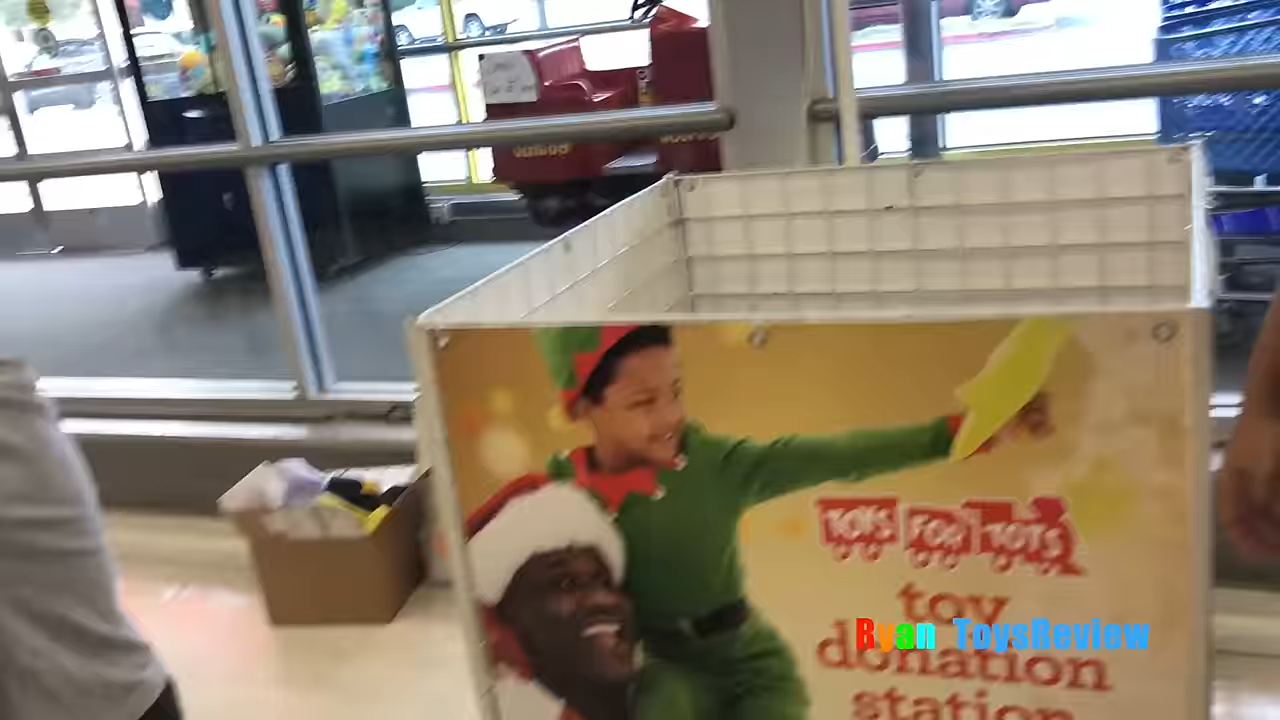 TOYS FOR TOTS
toy
donation
station
Ryan ToysReview